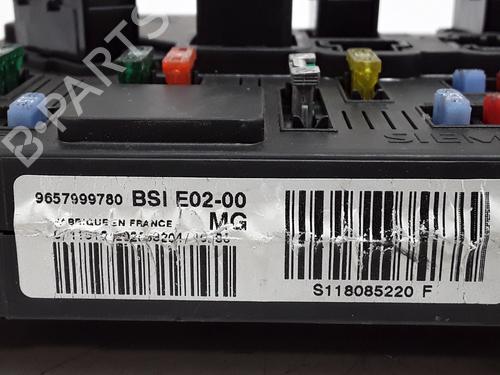 B-PARTS
SIEM
9657999780 BSI E02-00
FABRIQUE EN FRANCE MG
S118085220 F